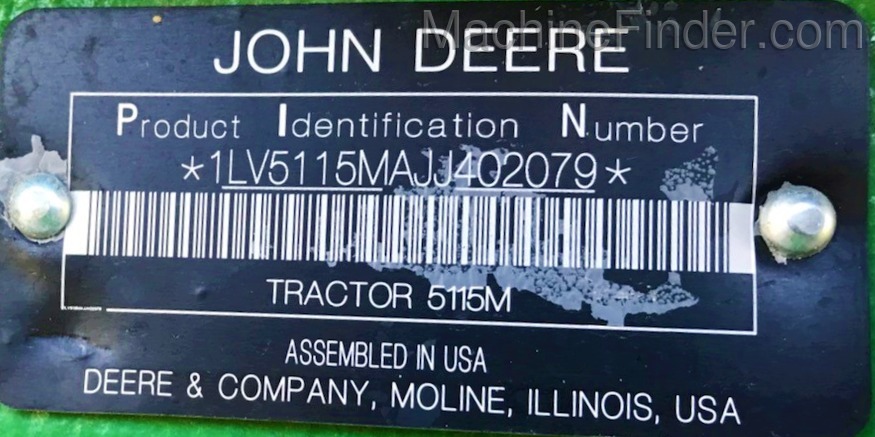 MachineFinder.com
JOHN DEERE
Product Identification Number
*1LV5115MAJJ402079*
TRACTOR 5115M
ASSEMBLED IN USA
DEERE & COMPANY, MOLINE, ILLINOIS, USA